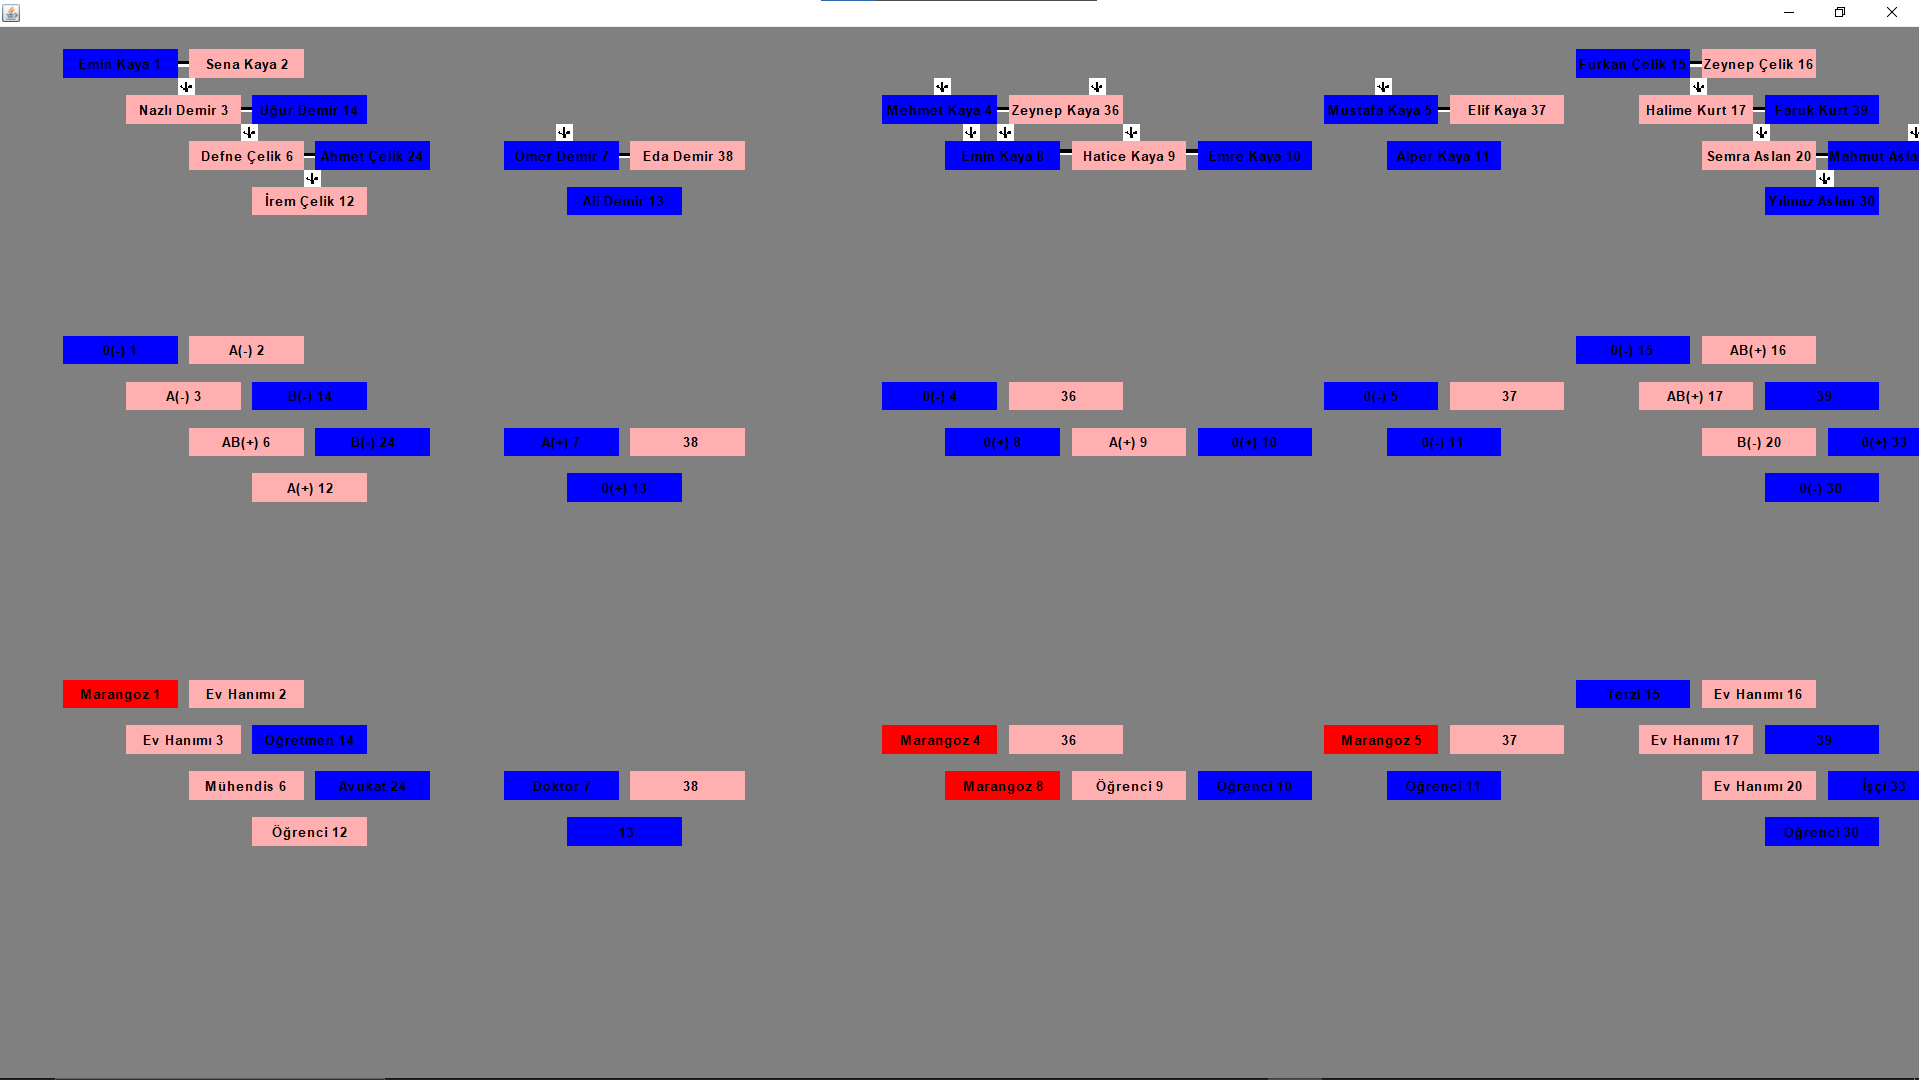 Emin Kaya 1 Sena Kaya 2 Furkan Çelik 15 Zeynep Çelik 16
Nazlı Demir 3 Uğur Demir 14 Mehmet Kaya 4 Zeynep Kaya 36 Mustafa Kaya 5 Elif Kaya 37 Halime Kurt 17 Faruk Kurt 39
Defne Çelik 6 Ahmet Çelik 24 Ömer Demir 7 Eda Demir 38 Emin Kaya 8 Hatice Kaya 9 Emre Kaya 10 Alper Kaya 11 Semra Aslan 20 Mahmut Asla
İrem Çelik 12 Ali Demir 13 Yılmaz Aslan 30
0(-) 1 A(-) 2 0(-) 15 AB(+) 16
A(-) 3 B(-) 14 0(-) 4 36 0(-) 5 37 AB(+) 17 39
AB(+) 6 B(-) 24 A(+) 7 38 0(+) 8 A(+) 9 0(+) 10 0(-) 11 B(-) 20 0(+) 33
A(+) 12 0(+) 13 0(-) 30
Marangoz 1 Ev Hanımı 2 Terzi 15 Ev Hanımı 16
Ev Hanımı 3 Öğretmen 14 Marangoz 4 36 Marangoz 5 37 Ev Hanımı 17 39
Mühendis 6 Avukat 24 Doktor 7 38 Marangoz 8 Öğrenci 9 Öğrenci 10 Öğrenci 11 Ev Hanımı 20 İşçi 33
Öğrenci 12 13 Öğrenci 30